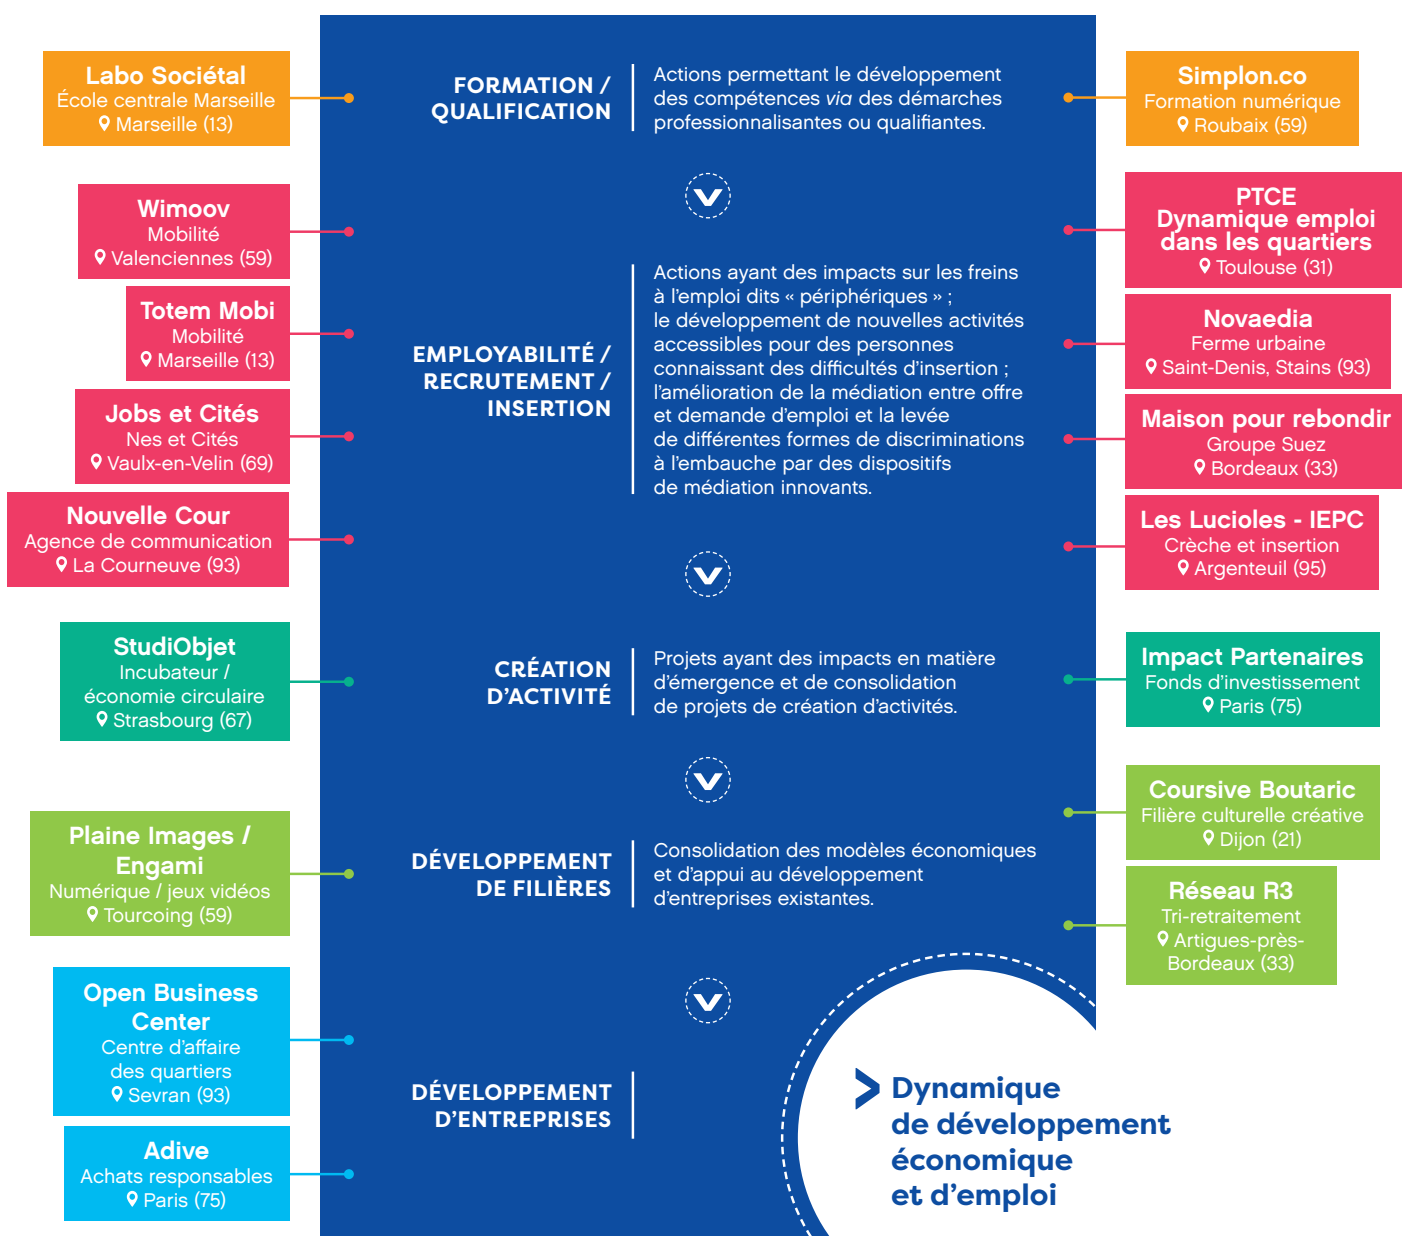 Labo Sociétal
École centrale Marseille
Marseille (13)
FORMATION /
QUALIFICATION
Actions permettant le développement
des compétences via des démarches
professionnalisantes ou qualifiantes.
Simplon.co
Formation numérique
Roubaix (59)
Wimoov
Mobilité
Valenciennes (59)
Totem Mobi
Mobilité
Marseille (13)
Jobs et Cités
Nes et Cités
Vaulx-en-Velin (69)
Nouvelle Cour
Agence de communication
La Courneuve (93)
EMPLOYABILITÉ /
RECRUTEMENT /
INSERTION
Actions ayant des impacts sur les freins
à l’emploi dits « périphériques » ;
le développement de nouvelles activités
accessibles pour des personnes
connaissant des difficultés d’insertion ;
l’amélioration de la médiation entre offre
et demande d’emploi et la levée
de différentes formes de discriminations
à l’embauche par des dispositifs
de médiation innovants.
PTCE
Dynamique emploi
dans les quartiers
Toulouse (31)
Novaedia
Ferme urbaine
Saint-Denis, Stains (93)
Maison pour rebondir
Groupe Suez
Bordeaux (33)
Les Lucioles - IEPC
Crèche et insertion
Argenteuil (95)
StudiObjet
Incubateur /
économie circulaire
Strasbourg (67)
CRÉATION
D’ACTIVITÉ
Projets ayant des impacts en matière
d’émergence et de consolidation
de projets de création d’activités.
Impact Partenaires
Fonds d’investissement
Paris (75)
Plaine Images /
Engami
Numérique / jeux vidéos
Tourcoing (59)
DÉVELOPPEMENT
DE FILIÈRES
Consolidation des modèles économiques
et d’appui au développement
d’entreprises existantes.
Coursive Boutaric
Filière culturelle créative
Dijon (21)
Réseau R3
Tri-retraitement
Artigues-près-
Bordeaux (33)
Open Business
Center
Centre d’affaire
des quartiers
Sevran (93)
Adive
Achats responsables
Paris (75)
DÉVELOPPEMENT
D’ENTREPRISES
Dynamique
de développement
économique
et d’emploi